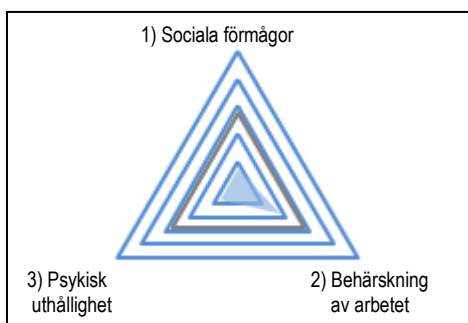 1) Sociala förmågor
3) Psykisk
uthållighet
2) Behärskning
av arbetet